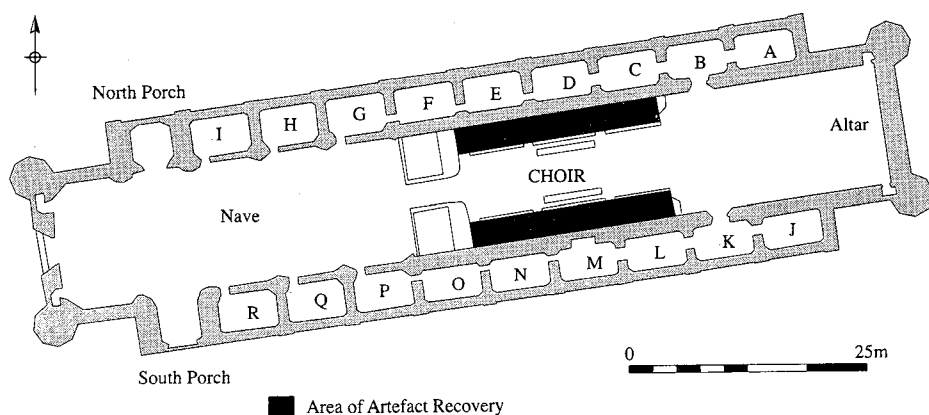 North Porch
I H G F E D C B A
Altar
CHOIR
Nave
R Q P O N M L K J
South Porch
0 25m
Area of Artefact Recovery